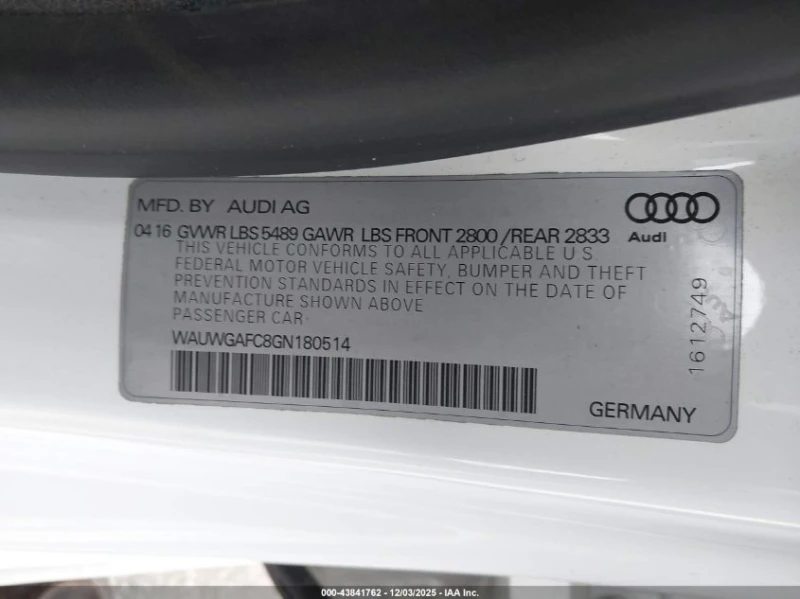 MFD. BY AUDI AG
Audi
04 16 GVWR LBS 5489 GAWR LBS FRONT 2800 /REAR 2833
THIS VEHICLE CONFORMS TO ALL APPLICABLE U S
FEDERAL MOTOR VEHICLE SAFETY, BUMPER AND THEFT
PREVENTION STANDARDS IN EFFECT ON THE DATE OF
MANUFACTURE SHOWN ABOVE
PASSENGER CAR
WAUWGAFC8GN180514
1612749
GERMANY
000-43841762 - 12/03/2025 - IAA Inc.